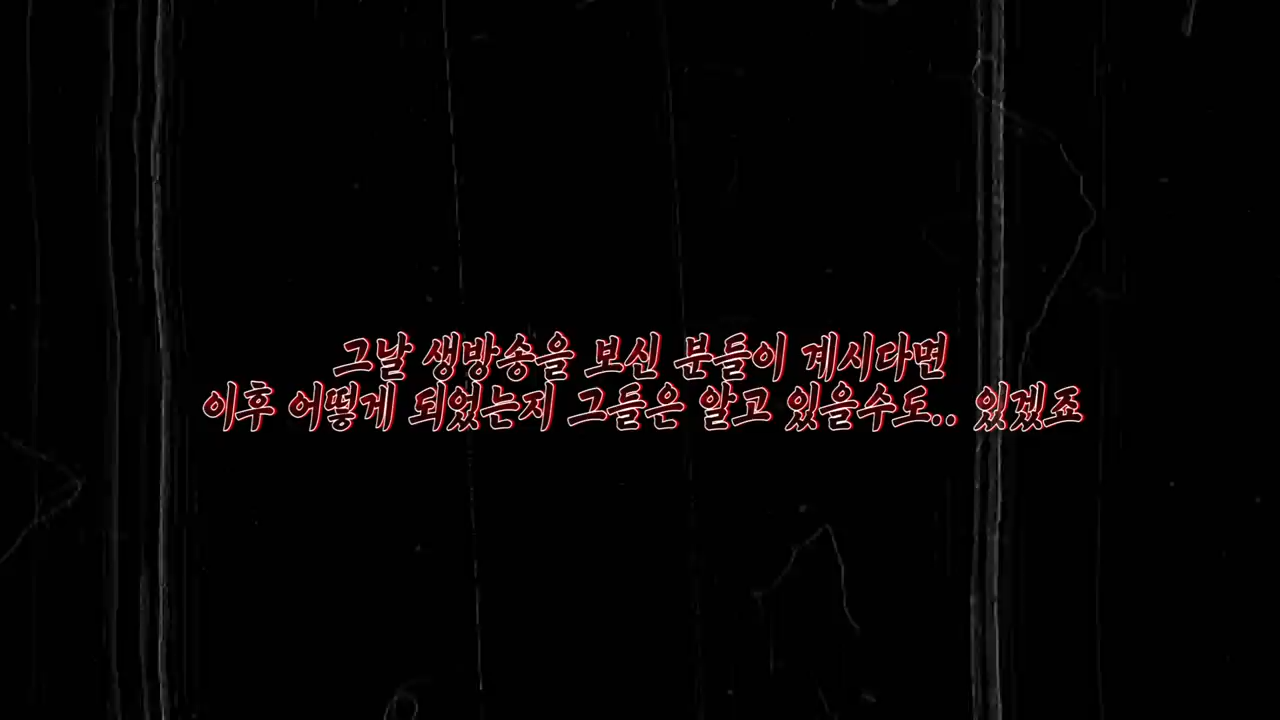 그날 생방송을 보신 분들이 계시다면
이후 어떻게 되었는지 그들은 알고 있을수도.. 있겠죠